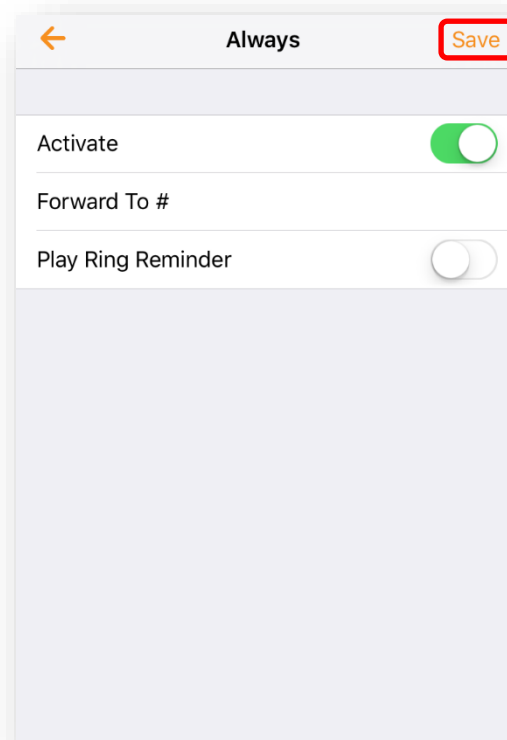 Always
Save
Activate
Forward To #
Play Ring Reminder